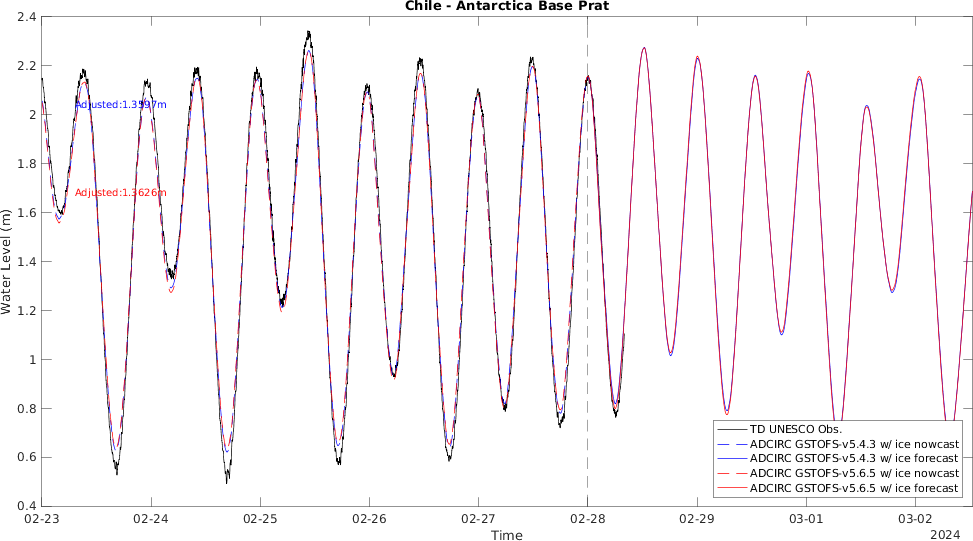 Chile - Antarctica Base Prat
2.4
2.2
2
1.8
1.6
1.4
1.2
1
0.8
0.6
0.4
Water Level (m)
Adjusted:1.3597m
Adjusted:1.3626m
TD UNESCO Obs.
ADCIRC GSTOFS-v5.4.3 w/ ice nowcast
ADCIRC GSTOFS-v5.4.3 w/ ice forecast
ADCIRC GSTOFS-v5.6.5 w/ ice nowcast
ADCIRC GSTOFS-v5.6.5 w/ ice forecast
02-23 02-24 02-25 02-26 02-27 02-28 02-29 03-01 03-02
Time
2024